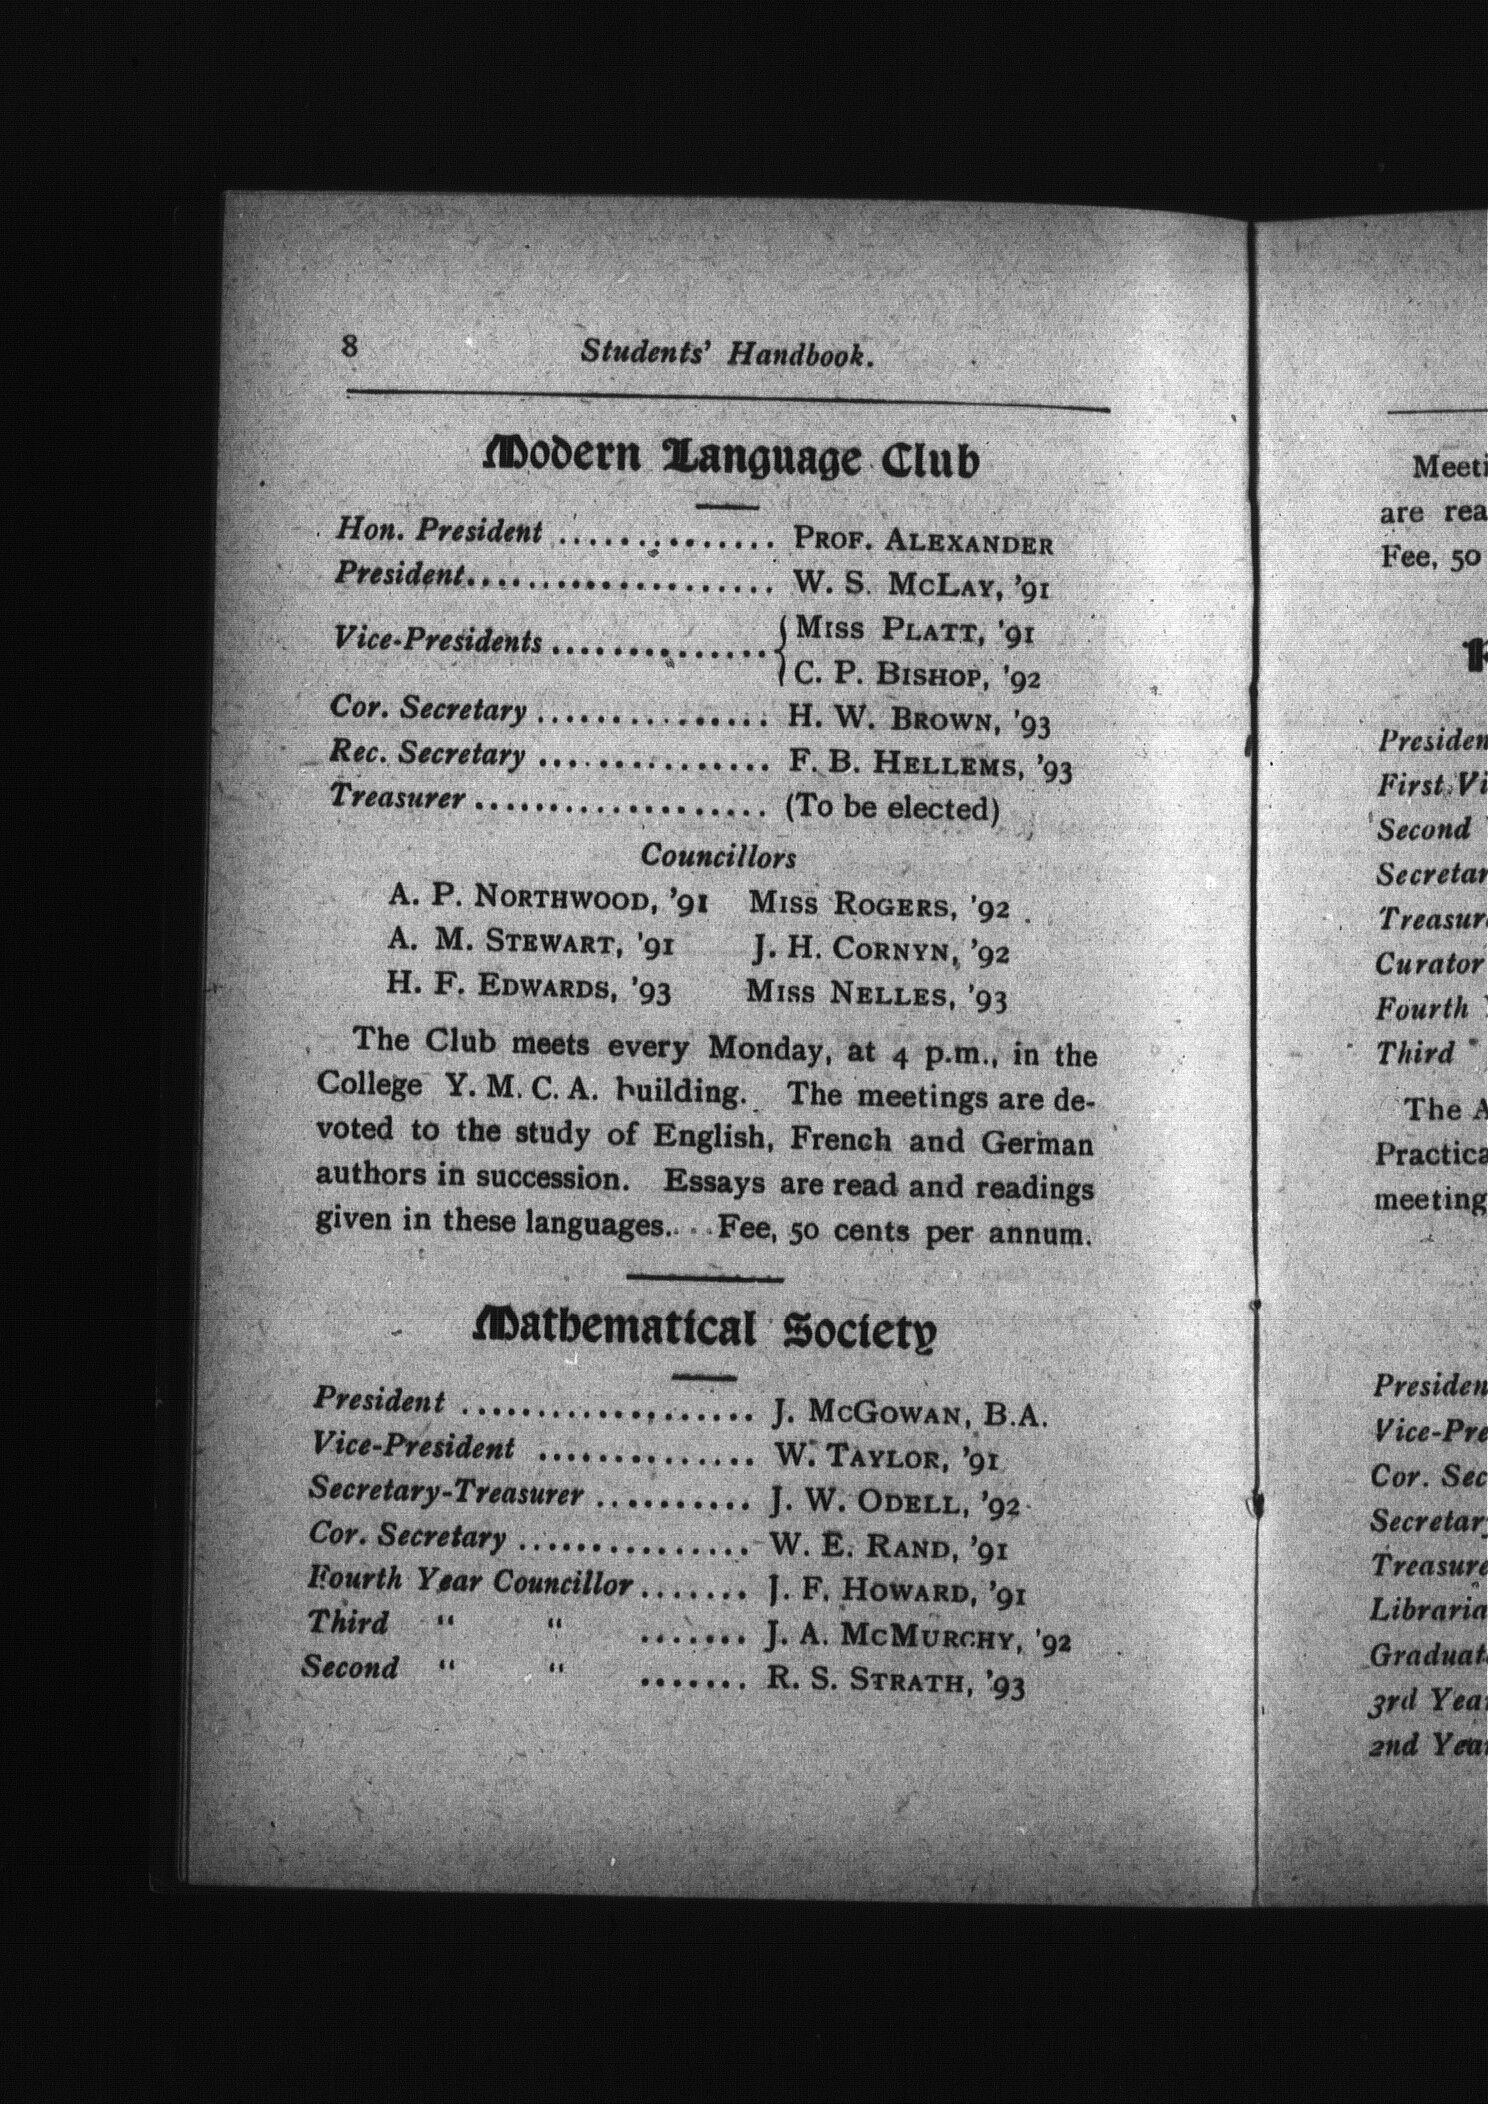 8 Students' Handbook.
Modern Language Club
Hon. President .............. PROF. ALEXANDER
President.................... W. S. McLAY, '91
Vice-Presidents .............. { MISS PLATT, '91
C. P. BISHOP, '92
Cor. Secretary ............... H. W. BROWN, '93
Rec. Secretary ............... F. B. HELLEMS, '93
Treasurer ................... (To be elected)
Councillors
A. P. NORTHWOOD, '91 MISS ROGERS, '92
A. M. STEWART, '91 J. H. CORNYN, '92
H. F. EDWARDS, '93 MISS NELLES, '93
The Club meets every Monday, at 4 p.m., in the
College Y. M. C. A. building. The meetings are de-
voted to the study of English, French and German
authors in succession. Essays are read and readings
given in these languages. Fee, 50 cents per annum.
Mathematical Society
President ................... J. McGOWAN, B.A.
Vice-President .............. W. TAYLOR, '91
Secretary-Treasurer .......... J. W. ODELL, '92
Cor. Secretary ............... W. E. RAND, '91
Fourth Year Councillor ....... J. F. HOWARD, '91
Third " " ....... J. A. McMURCHY, '92
Second " " ....... R. S. STRATH, '93
Meeti
are rea
Fee, 50
Presiden
First Vi
Second
Secretar
Treasure
Curator
Fourth
Third
The A
Practica
meeting
Presiden
Vice-Pre
Cor. Sec
Secretary
Treasure
Libraria
Graduate
3rd Year
2nd Year